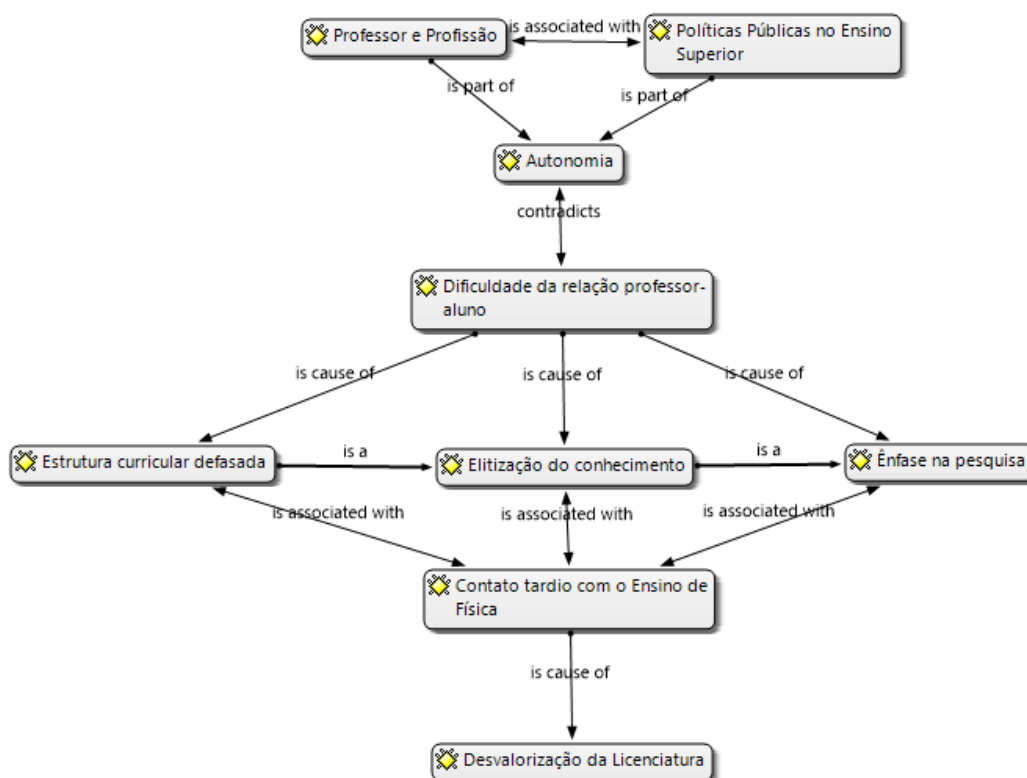 Professor e Profissão
is associated with
Políticas Públicas no Ensino
Superior
is part of
is part of
Autonomia
contradicts
Dificuldade da relação professor-
aluno
is cause of
is cause of
is cause of
Estrutura curricular defasada
is a
Elitização do conhecimento
is a
Ênfase na pesquisa
is associated with
is associated with
is associated with
Contato tardio com o Ensino de
Física
is cause of
Desvalorização da Licenciatura